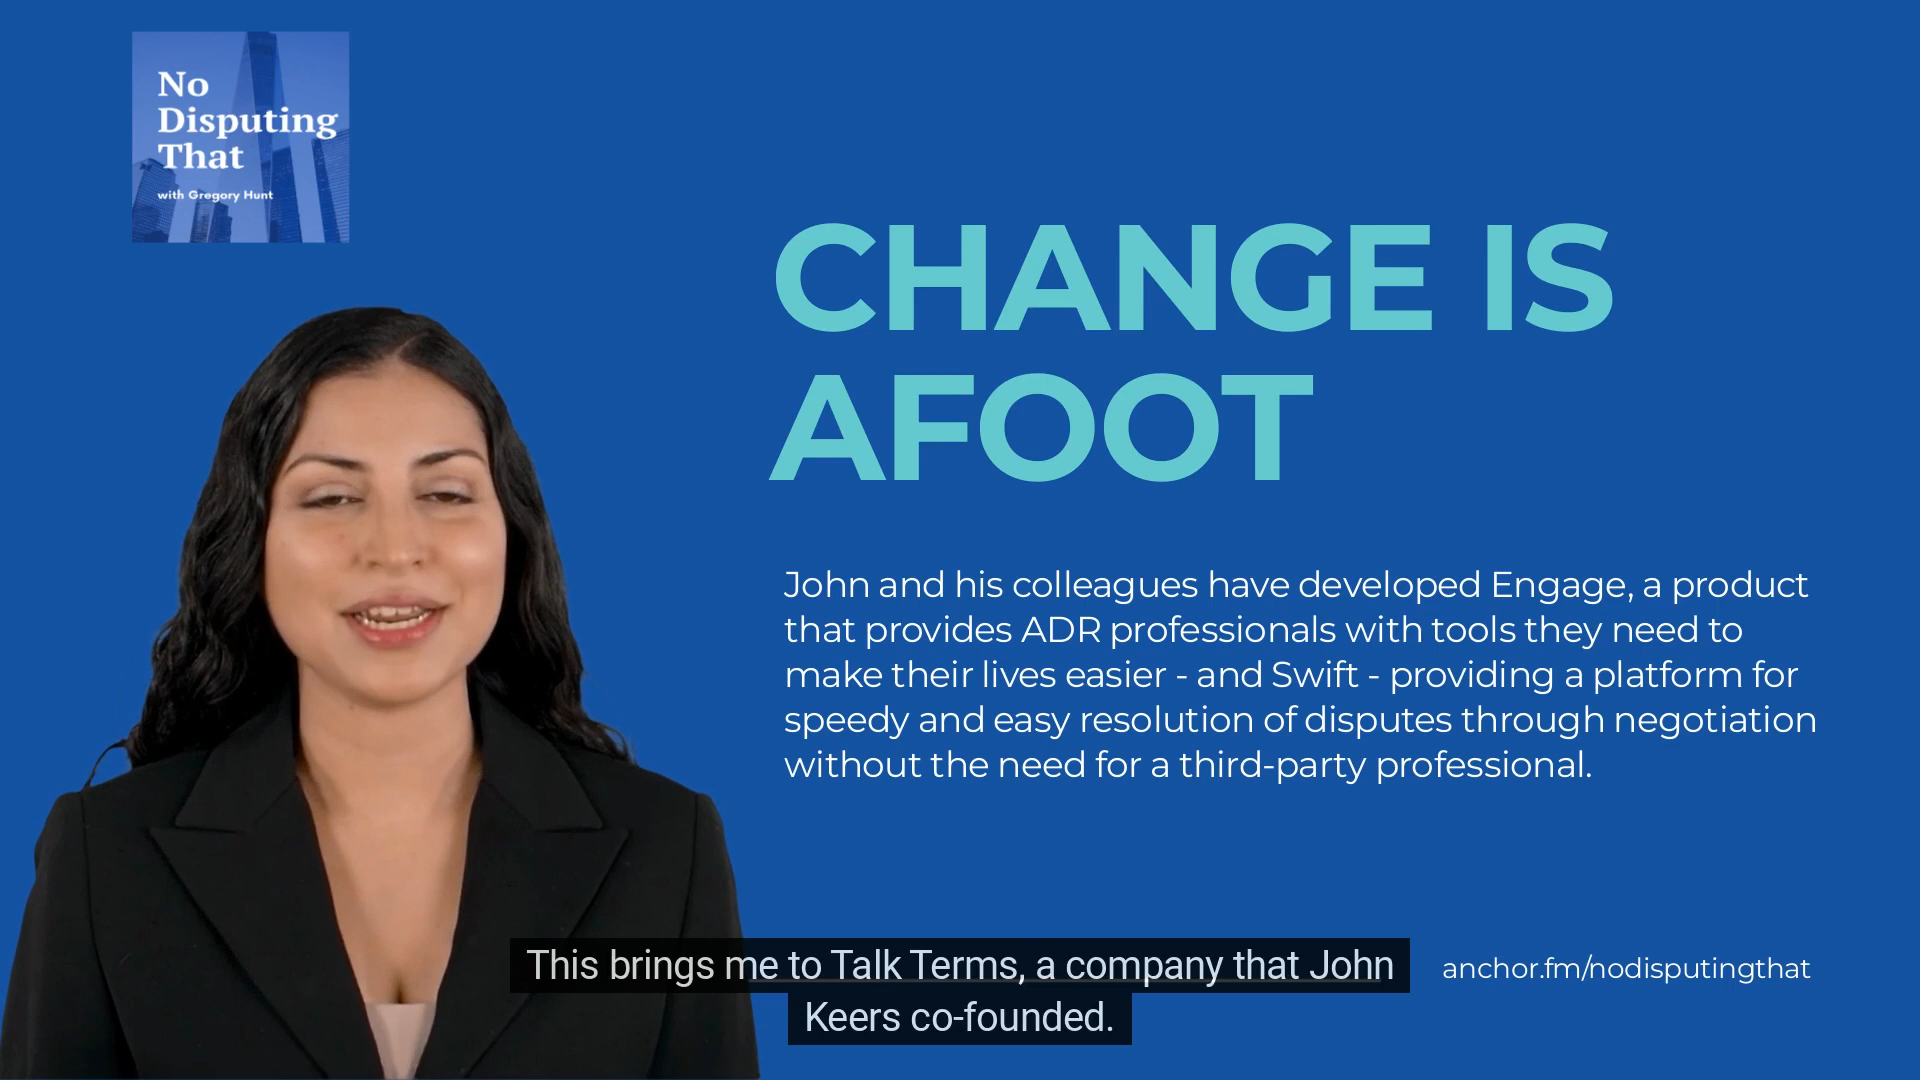 No
Disputing
That
with Gregory Hunt
CHANGE IS
AFOOT
John and his colleagues have developed Engage, a product
that provides ADR professionals with tools they need to
make their lives easier - and Swift - providing a platform for
speedy and easy resolution of disputes through negotiation
without the need for a third-party professional.
This brings me to Talk Terms, a company that John
Keers co-founded.
anchor.fm/nodisputingthat